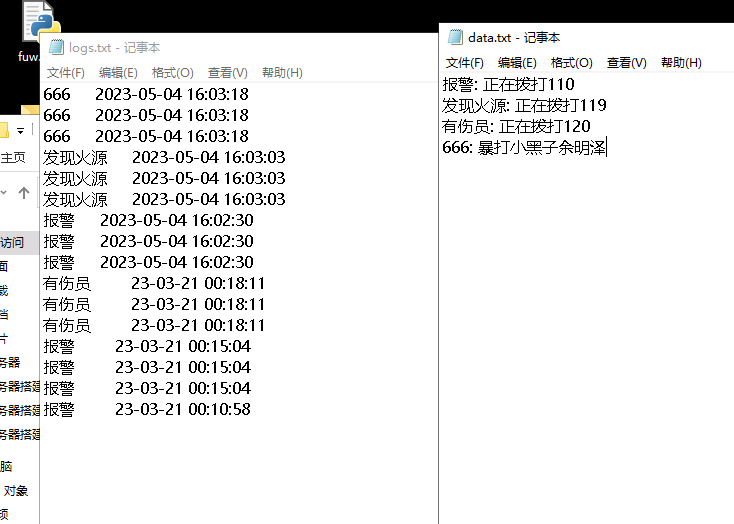 fuw.
主页
访问
面
载
档
片
务器
务器搭建
务器搭建
务器搭建
脑
对象
频
logs.txt - 记事本
文件(F) 编辑(E) 格式(O) 查看(V) 帮助(H)
666 2023-05-04 16:03:18
666 2023-05-04 16:03:18
666 2023-05-04 16:03:18
发现火源 2023-05-04 16:03:03
发现火源 2023-05-04 16:03:03
发现火源 2023-05-04 16:03:03
报警 2023-05-04 16:02:30
报警 2023-05-04 16:02:30
报警 2023-05-04 16:02:30
有伤员 23-03-21 00:18:11
有伤员 23-03-21 00:18:11
有伤员 23-03-21 00:18:11
报警 23-03-21 00:15:04
报警 23-03-21 00:15:04
报警 23-03-21 00:15:04
报警 23-03-21 00:10:58
data.txt - 记事本
文件(F) 编辑(E) 格式(O) 查看(V) 帮助(H)
报警: 正在拨打110
发现火源: 正在拨打119
有伤员: 正在拨打120
666: 暴打小黑子余明泽